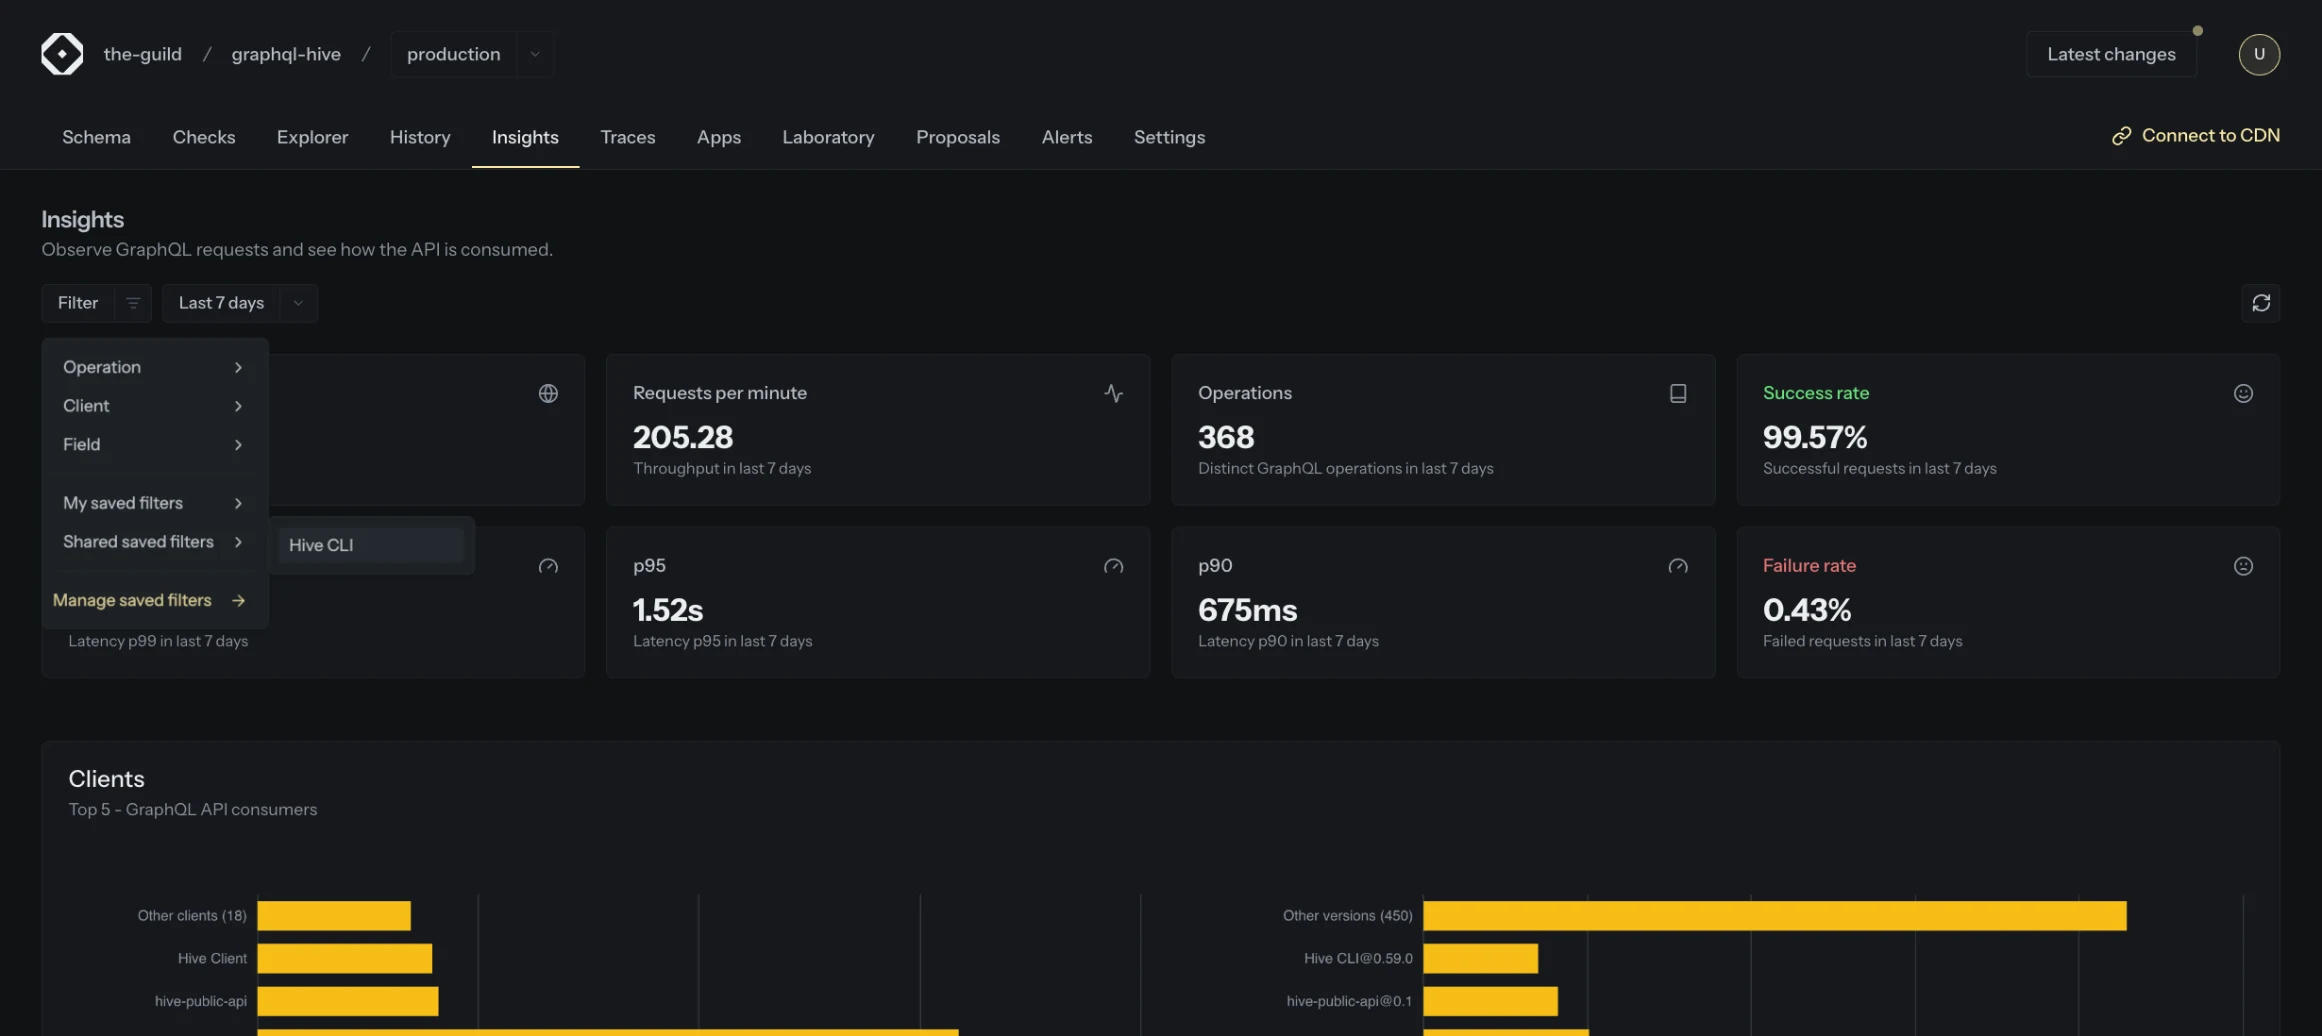 the-guild / graphql-hive / production
Latest changes
U
Schema Checks Explorer History Insights Traces Apps Laboratory Proposals Alerts Settings
Connect to CDN
Insights
Observe GraphQL requests and see how the API is consumed.
Filter
Last 7 days
Operation
Client
Field
My saved filters
Shared saved filters
Hive CLI
Manage saved filters
Requests per minute
205.28
Throughput in last 7 days
Operations
368
Distinct GraphQL operations in last 7 days
Success rate
99.57%
Successful requests in last 7 days
Latency p99 in last 7 days
p95
1.52s
Latency p95 in last 7 days
p90
675ms
Latency p90 in last 7 days
Failure rate
0.43%
Failed requests in last 7 days
Clients
Top 5 - GraphQL API consumers
Other clients (18)
Hive Client
hive-public-api
Other versions (450)
Hive CLI@0.59.0
hive-public-api@0.1